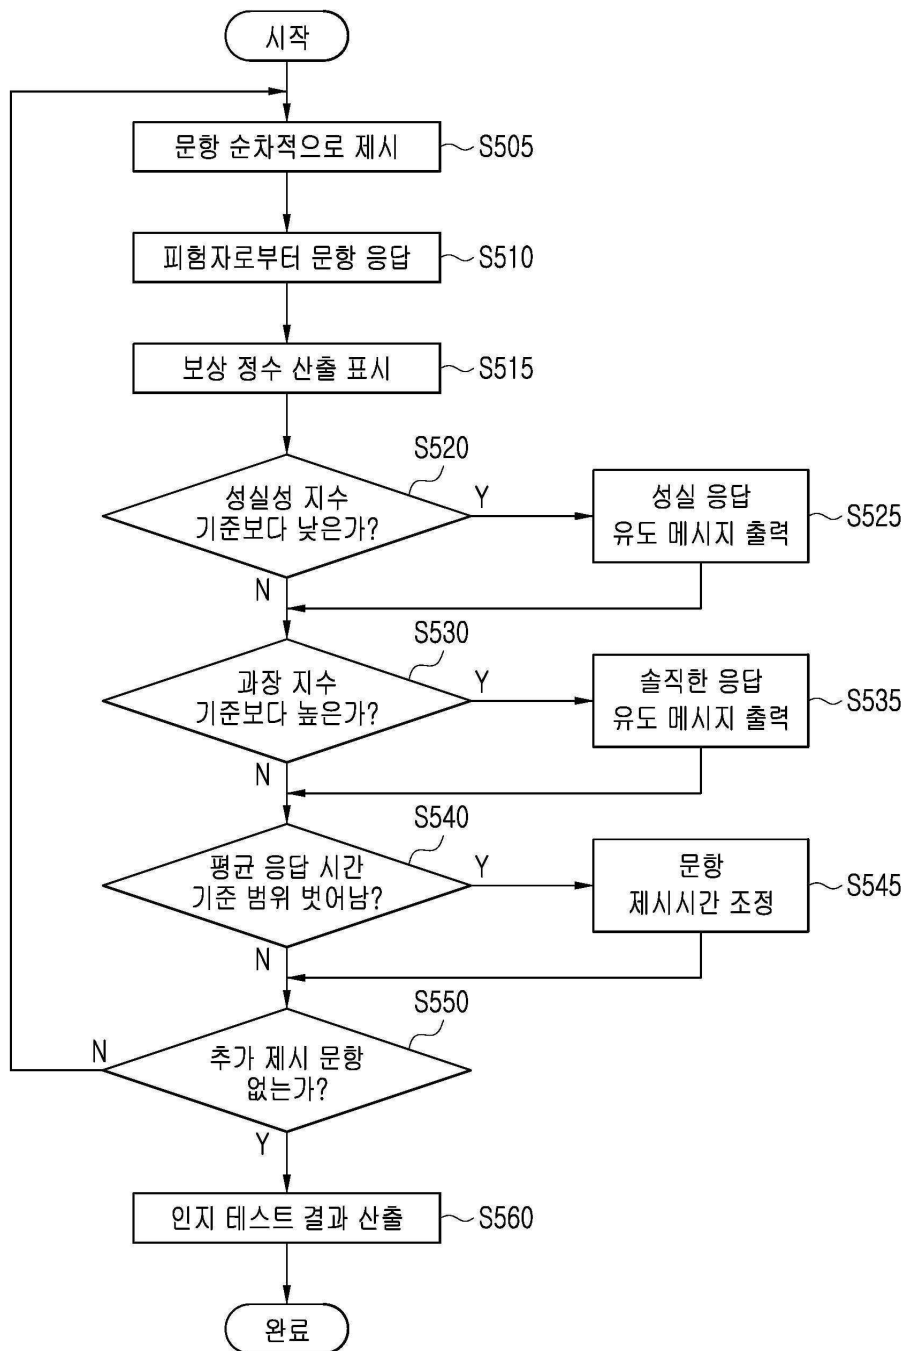 시작
문항 순차적으로 제시
S505
피험자로부터 문항 응답
S510
보상 정수 산출 표시
S515
S520
성실성 지수
기준보다 낮은가?
Y
N
성실 응답
유도 메시지 출력
S525
S530
과장 지수
기준보다 높은가?
Y
N
솔직한 응답
유도 메시지 출력
S535
S540
평균 응답 시간
기준 범위 벗어남?
Y
N
문항
제시시간 조정
S545
S550
N
추가 제시 문항
없는가?
Y
인지 테스트 결과 산출
S560
완료